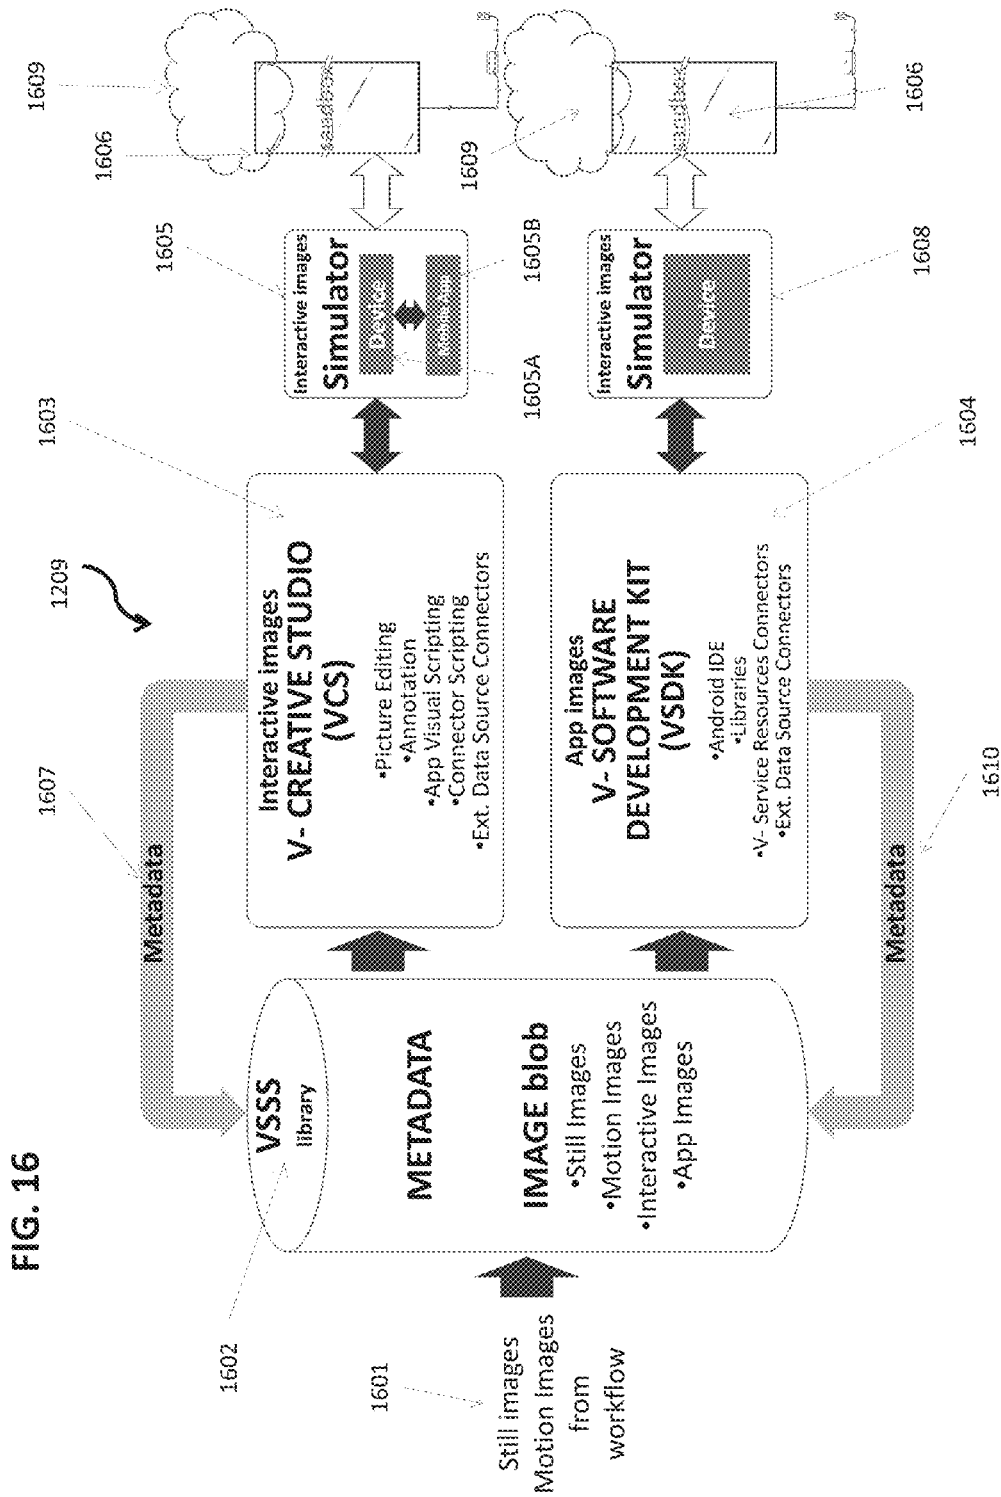 FIG. 16
1209
1601
Still images
Motion Images
from
workflow
1602
VSSS
library
METADATA
IMAGE blob
•Still Images
•Motion Images
•Interactive Images
•App Images
1607
Metadata
Metadata
1610
1603
Interactive images
V- CREATIVE STUDIO
(VCS)
•Picture Editing
•Annotation
•App Visual Scripting
•Connector Scripting
•Ext. Data Source Connectors
App images
V- SOFTWARE
DEVELOPMENT KIT
(VSDK)
•Android IDE
•Libraries
•V- Service Resources Connectors
•Ext. Data Source Connectors
1604
1605
Interactive images
Simulator
Device
1605A
1605B
Interactive images
Simulator
Device
1608
1606
1609
sandbox
1609
sandbox
1606